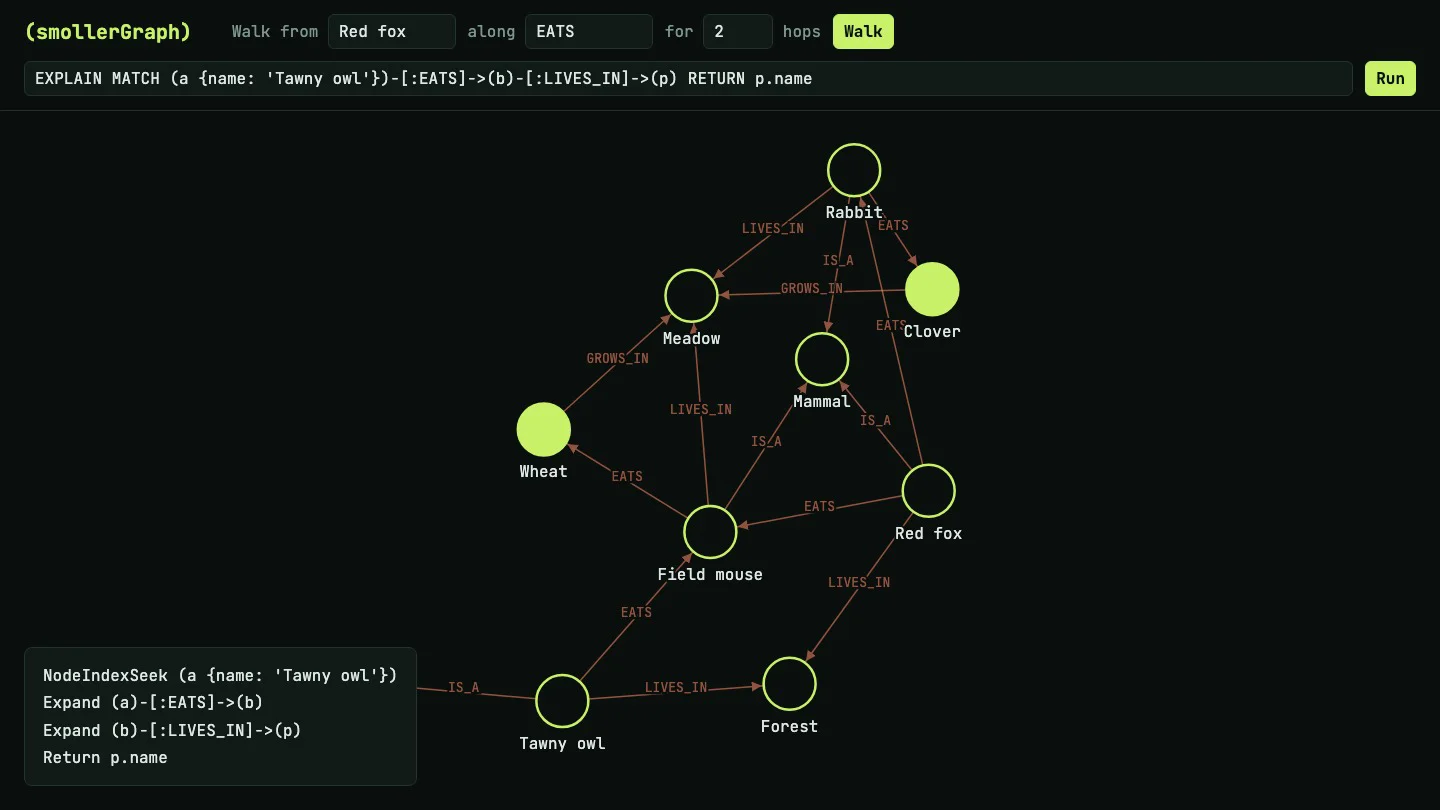 (smollerGraph)
Walk from Red fox along EATS for 2 hops Walk
EXPLAIN MATCH (a {name: 'Tawny owl'})-[:EATS]->(b)-[:LIVES_IN]->(p) RETURN p.name Run
Rabbit
LIVES_IN
EATS
IS_A
GROWS_IN
Meadow
EATS
Clover
GROWS_IN
Mammal
LIVES_IN
IS_A
IS_A
Wheat
EATS
EATS
Red fox
Field mouse
LIVES_IN
EATS
NodeIndexSeek (a {name: 'Tawny owl'})
Expand (a)-[:EATS]->(b)
Expand (b)-[:LIVES_IN]->(p)
Return p.name
IS_A
LIVES_IN
Forest
Tawny owl